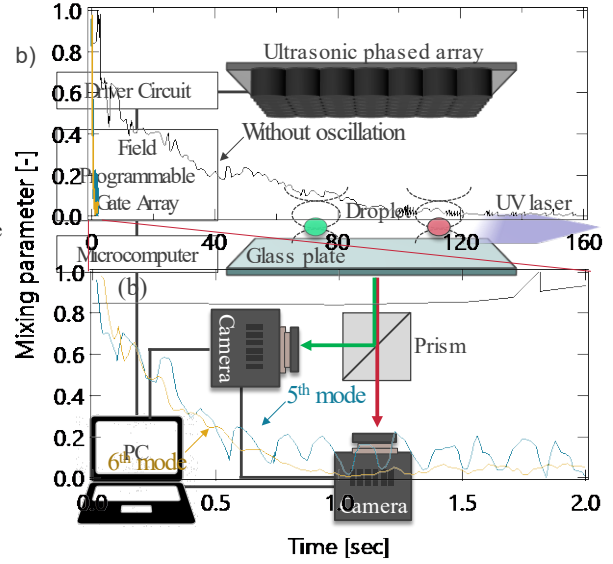 1.0
b)
Ultrasonic phased array
0.8
Driver Circuit
0.6
Without oscillation
0.4
Field
Programmable
0.2
Gate Array
Droplet
UV laser
0.0
0
40
80
120
160
Microcomputer
Glass plate
Mixing parameter [-]
1.0
(b)
0.8
Camera
Prism
0.6
0.4
5th mode
0.2
PC
6th mode
0.0
0.0
0.5
1.0
1.5
2.0
Camera
Time [sec]